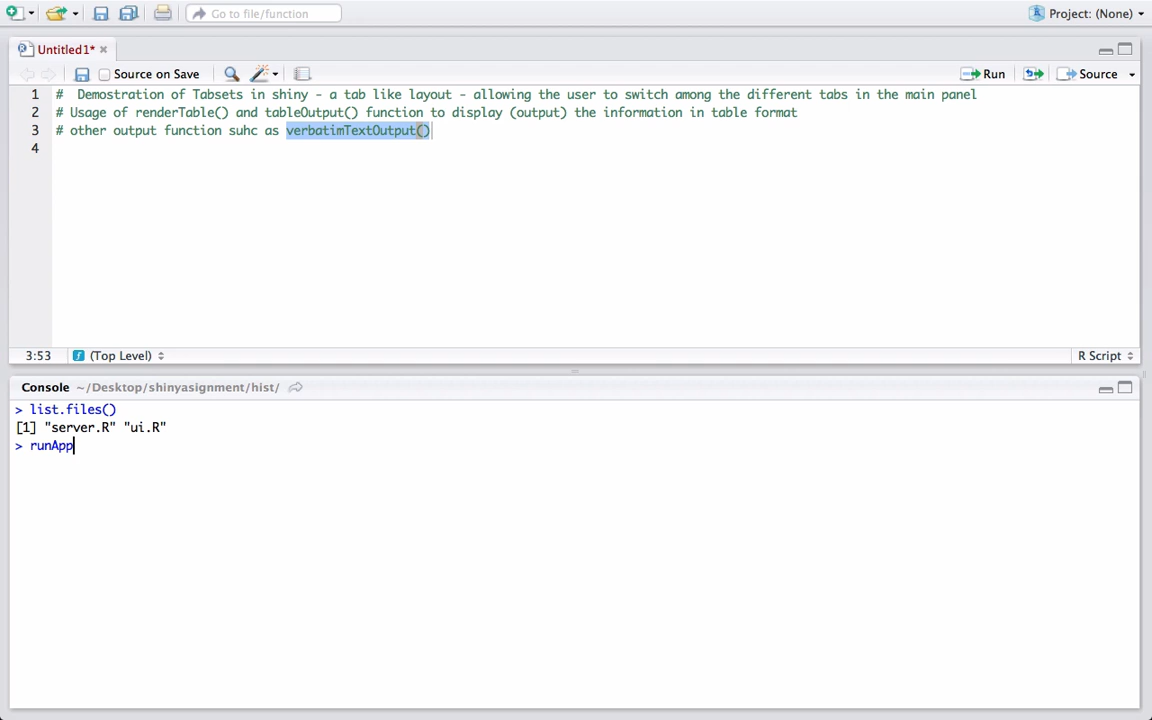 Go to file/function
Project: (None)
Untitled1*
Source on Save
Run
Source
1 # Demostration of Tabsets in shiny - a tab like layout - allowing the user to switch among the different tabs in the main panel
2 # Usage of renderTable() and tableOutput() function to display (output) the information in table format
3 # other output function suhc as verbatimTextOutput()
4
3:53
(Top Level)
R Script
Console ~/Desktop/shinyasignment/hist/
> list.files()
[1] "server.R" "ui.R"
> runApp